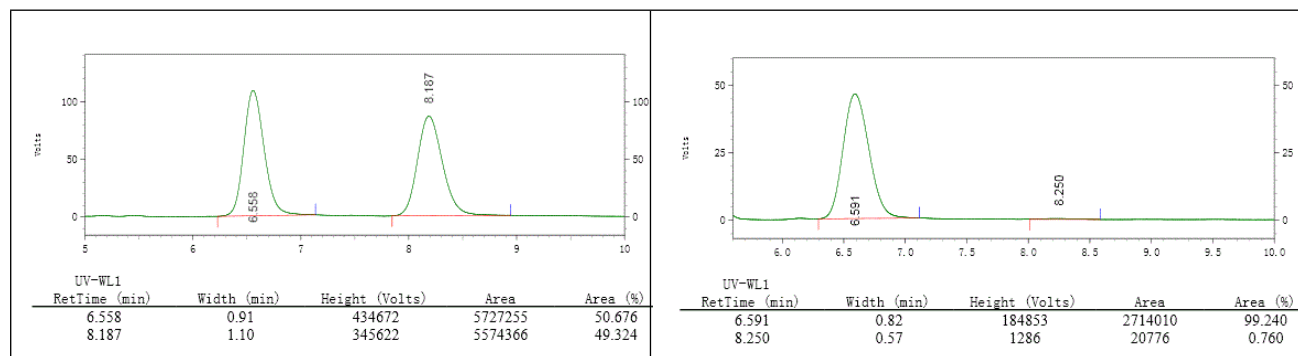 Volts
100
50
0
100
50
0
6.558
8.187
5 6 7 8 9 10
UV-WL1
RetTime (min) Width (min) Height (Volts) Area Area (%)
6.558 0.91 434672 5727255 50.676
8.187 1.10 345622 5574366 49.324
Volts
50
25
0
50
25
0
6.591
8.250
6.0 6.5 7.0 7.5 8.0 8.5 9.0 9.5 10.0
UV-WL1
RetTime (min) Width (min) Height (Volts) Area Area (%)
6.591 0.82 184853 2714010 99.240
8.250 0.57 1286 20776 0.760